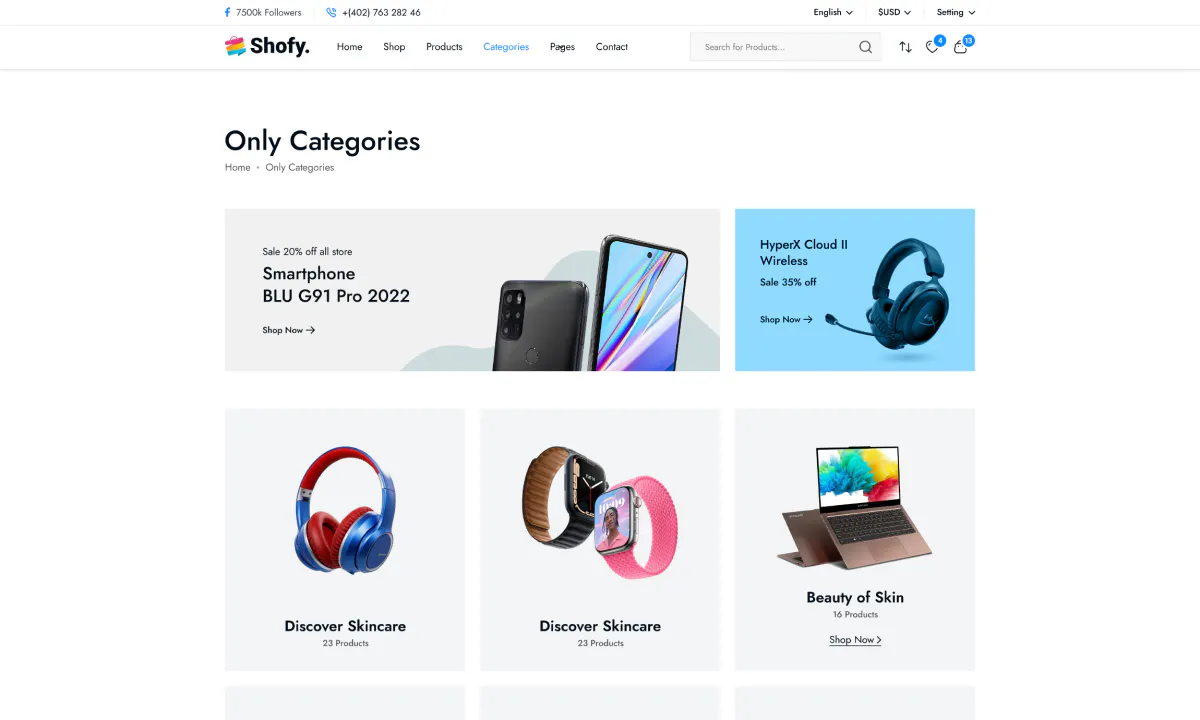 7500k Followers
+(402) 763 282 46
English
$USD
Setting
Shofy.
Home
Shop
Products
Categories
Pages
Contact
Search for Products...
4
13
Only Categories
Home • Only Categories
Sale 20% off all store
Smartphone
BLU G91 Pro 2022
Shop Now
HyperX Cloud II
Wireless
Sale 35% off
Shop Now
Discover Skincare
23 Products
Discover Skincare
23 Products
Beauty of Skin
16 Products
Shop Now